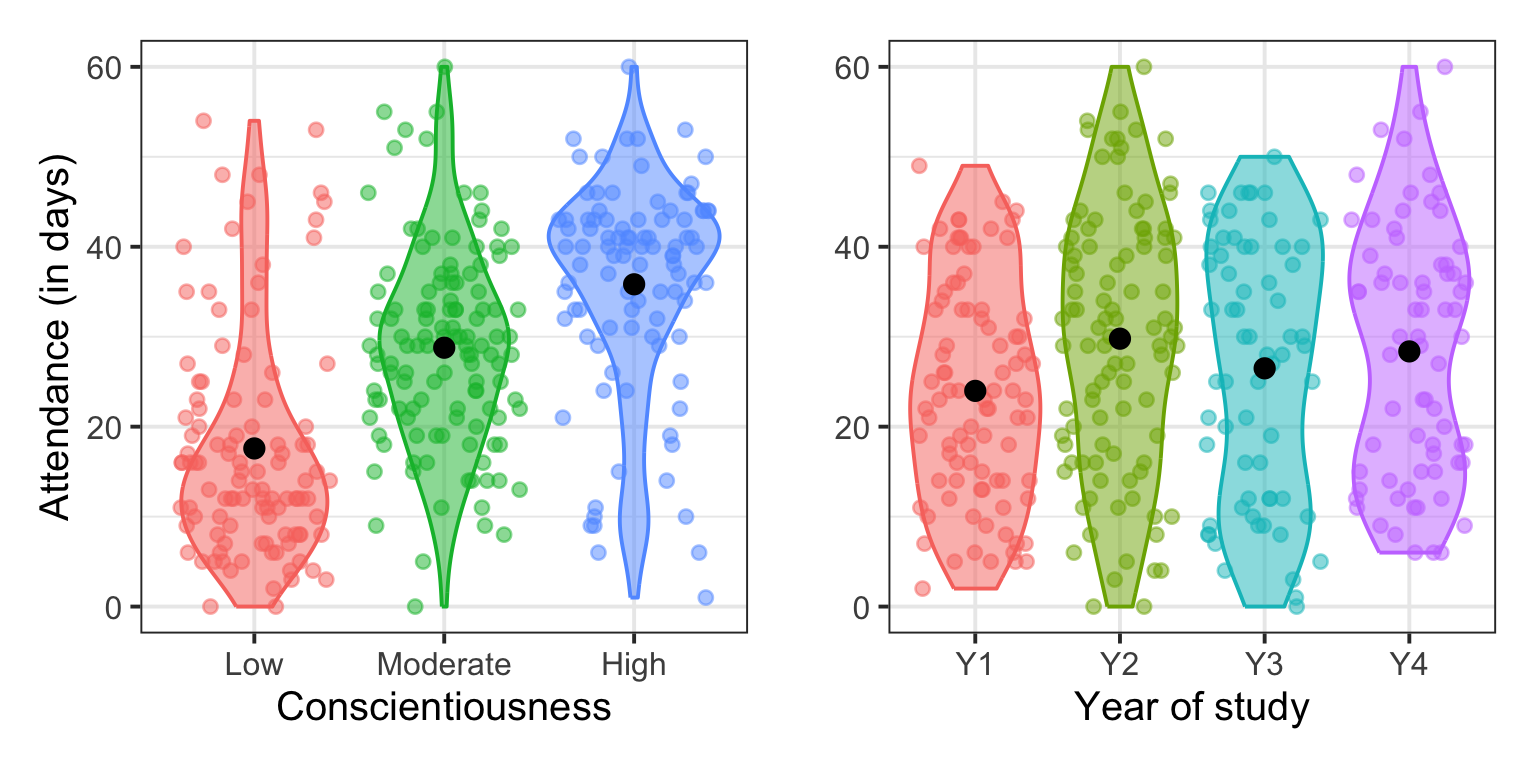 Attendance (in days)
60
40
20
0
Low Moderate High
Conscientiousness
60
40
20
0
Y1 Y2 Y3 Y4
Year of study